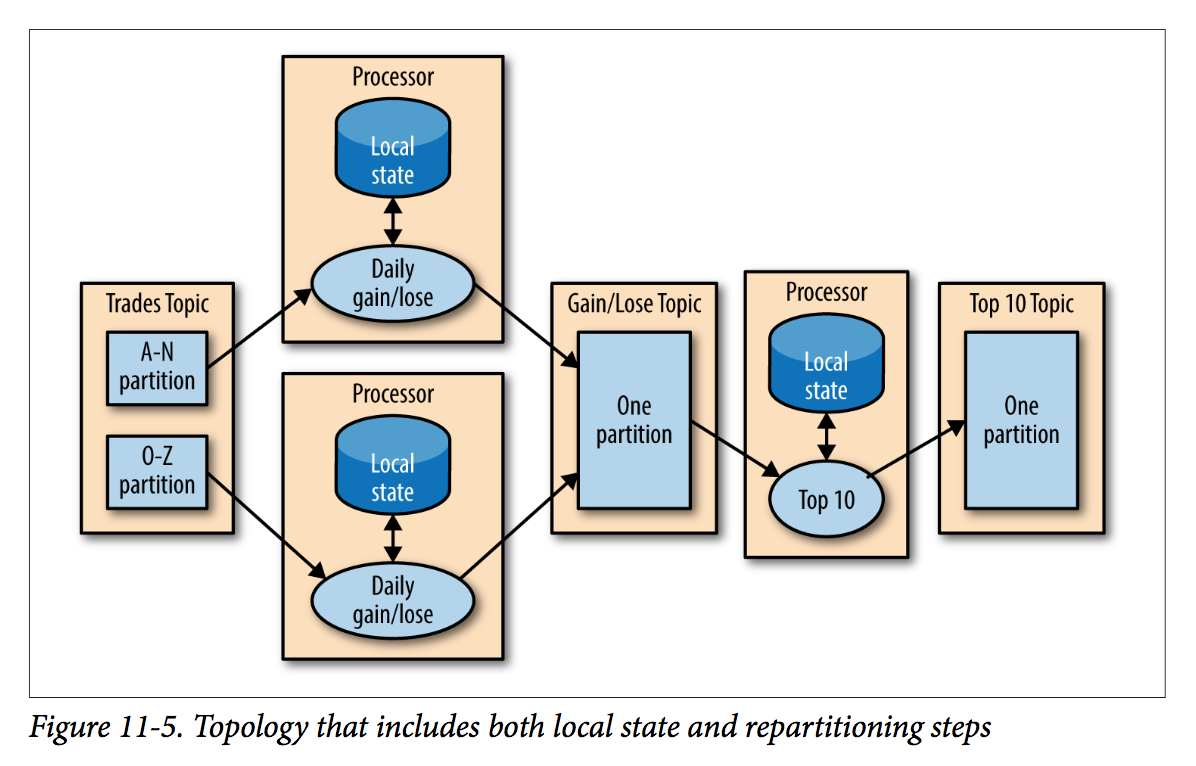 Processor
Local
state
Daily
gain/lose
Trades Topic
A-N
partition
O-Z
partition
Processor
Local
state
Daily
gain/lose
Gain/Lose Topic
One
partition
Processor
Local
state
Top 10
Top 10 Topic
One
partition
Figure 11-5. Topology that includes both local state and repartitioning steps